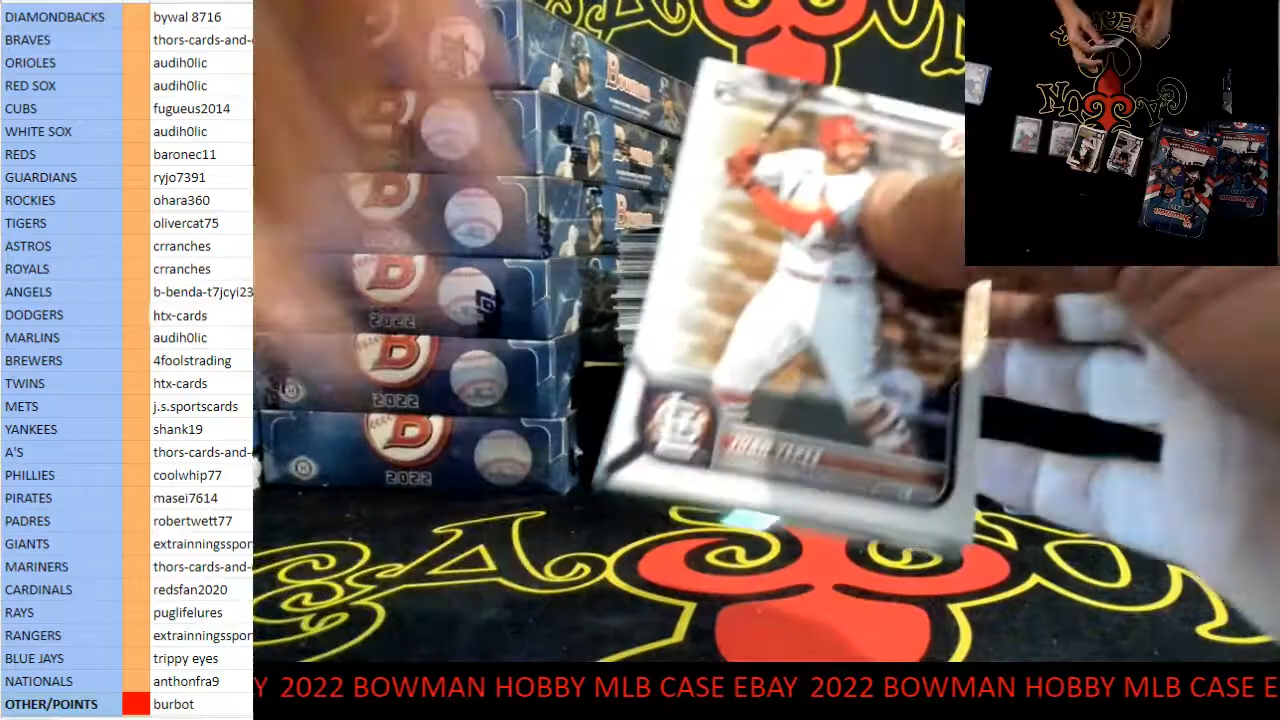 DIAMONDBACKS bywal 8716
BRAVES thors-cards-and-
ORIOLES audih0lic
RED SOX audih0lic
CUBS fugueus2014
WHITE SOX audih0lic
REDS baronec11
GUARDIANS ryjo7391
ROCKIES ohara360
TIGERS olivercat75
ASTROS crranches
ROYALS crranches
ANGELS b-benda-t7jcyi23
DODGERS htx-cards
MARLINS audih0lic
BREWERS 4foolstrading
TWINS htx-cards
METS j.s.sportscards
YANKEES shank19
A'S thors-cards-and-
PHILLIES coolwhip77
PIRATES masei7614
PADRES robertwett77
GIANTS extrainningsspor
MARINERS thors-cards-and-
CARDINALS redsfan2020
RAYS puglifelures
RANGERS extrainningsspor
BLUE JAYS trippy eyes
NATIONALS anthonfra9
OTHER/POINTS burbot
BOWMAN
BOWMAN
BOWMAN
B
2022
B
2022
B
2022
JUAN YEPEZ
Y 2022 BOWMAN HOBBY MLB CASE EBAY 2022 BOWMAN HOBBY MLB CASE E